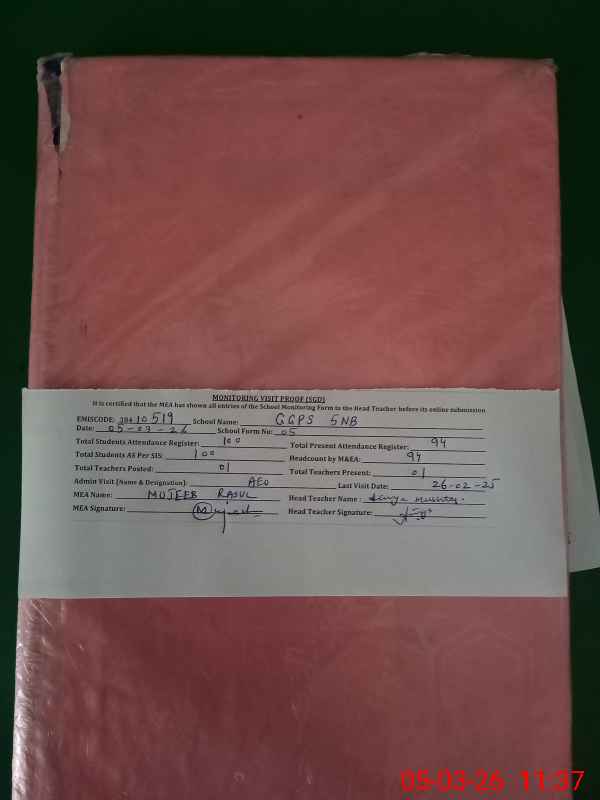 MONITORING VISIT PROOF (SGD)
It is certified that the MEA has shown all entries of the School Monitoring Form to the Head Teacher before its online submission
EMISCODE: 38410519 School Name: GGPS 5NB
Date: 05-03-26 School Form No: 05
Total Students Attendance Register: 100 Total Present Attendance Register: 94
Total Students AS Per SIS: 100 Headcount by M&EA: 94
Total Teachers Posted: 01 Total Teachers Present: 01
Admin Visit (Name & Designation): AEO Last Visit Date: 26-02-25
MEA Name: MUJEEB RASUL Head Teacher Name:
MEA Signature: Mujeeb Head Teacher Signature:
05-03-26 11:37